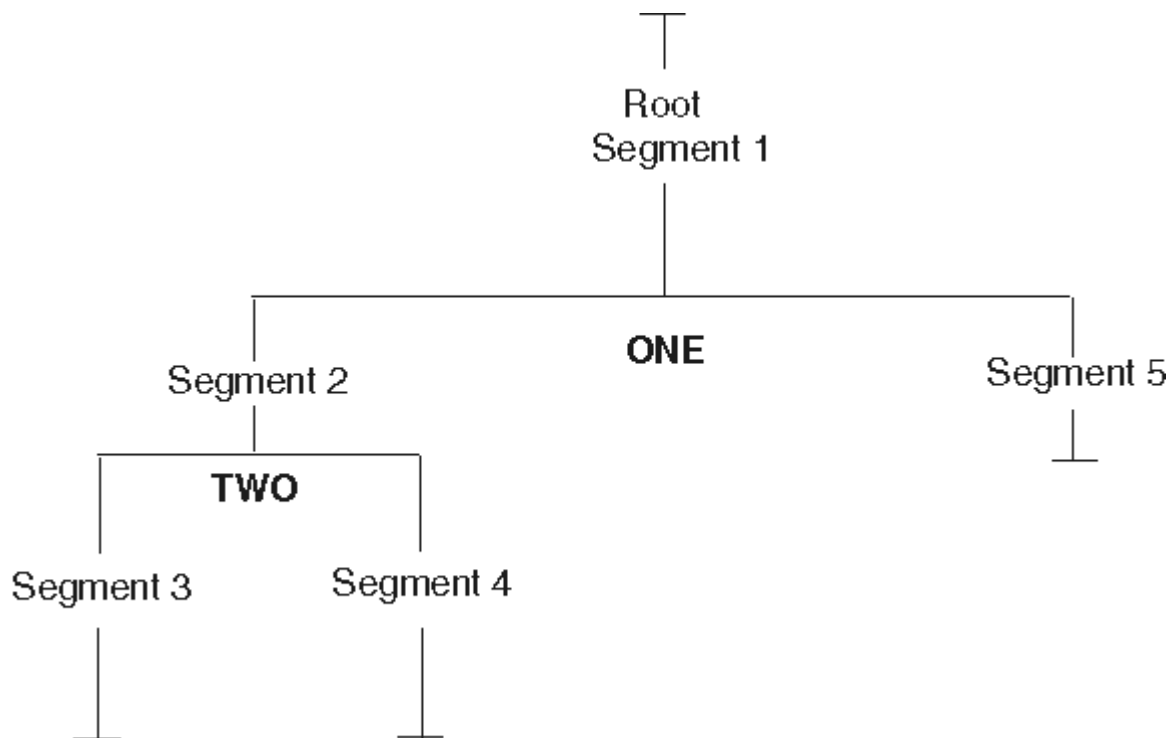 Root
Segment 1
ONE
Segment 2
Segment 5
TWO
Segment 3
Segment 4